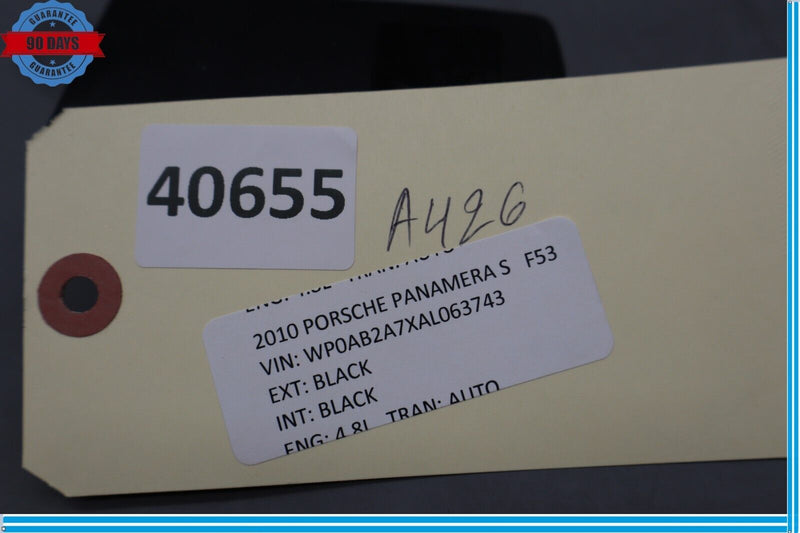 GUARANTEE
90 DAYS
GUARANTEE
40655
A426
2010 PORSCHE PANAMERA S F53
VIN: WP0AB2A7XAL063743
EXT: BLACK
INT: BLACK
ENG: 4.8L TRAN: AUTO